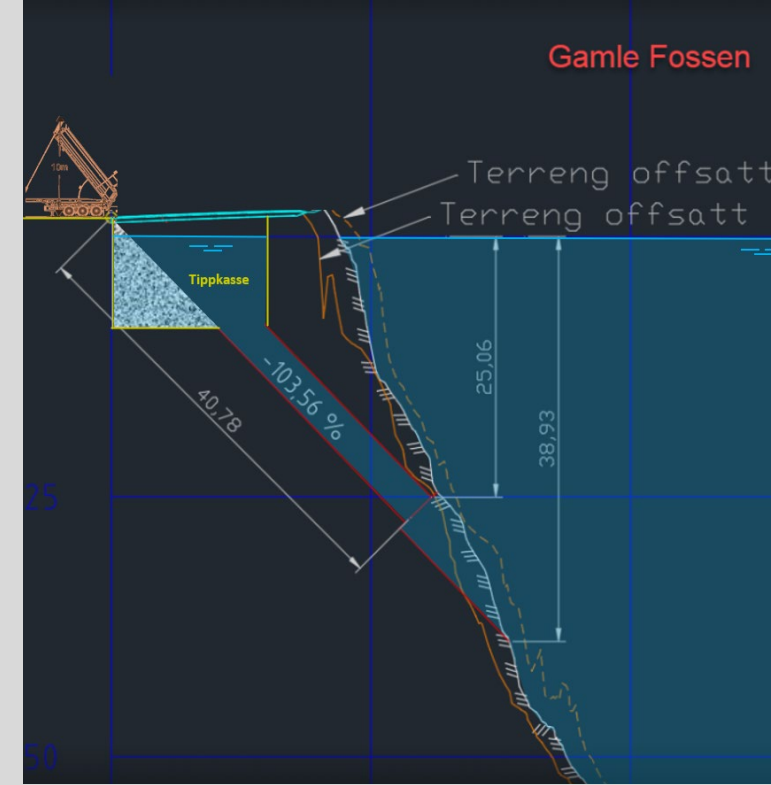 Gamle Fossen
10m
Terreng offsatt
Terreng offsatt
Tippkasse
-103,56 %
40,78
25,06
38,93
25
50